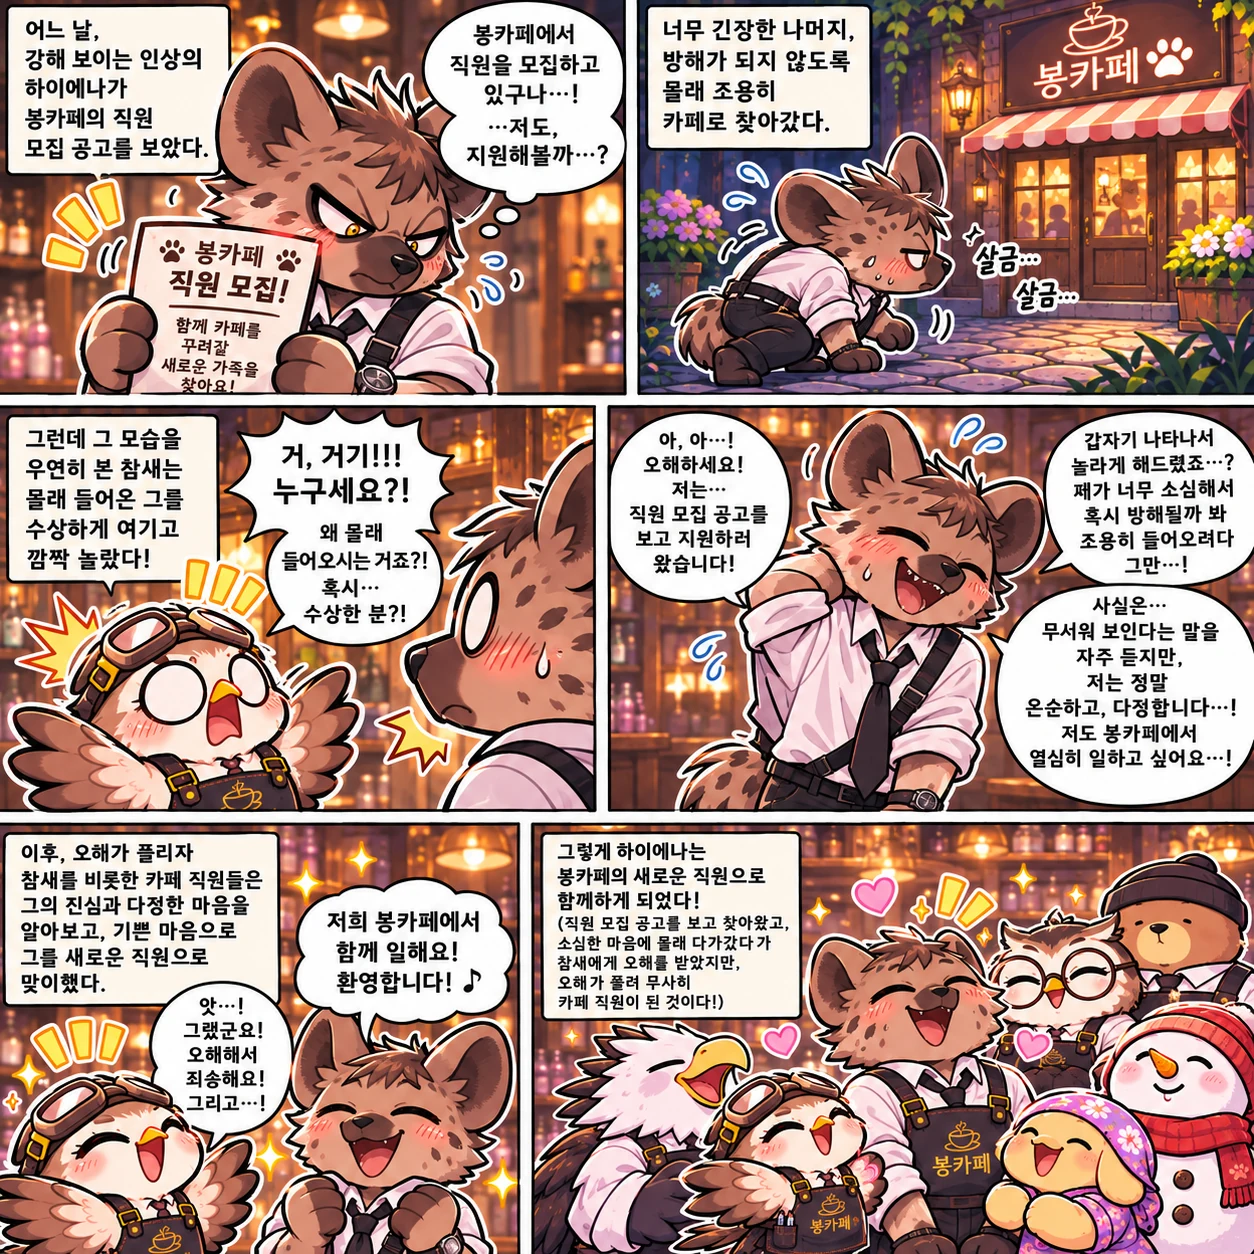 어느 날,
강해 보이는 인상의
하이에나가
봉카페의 직원
모집 공고를 보았다.
봉카페에서
직원을 모집하고
있구나…!
…저도,
지원해볼까…?
봉카페
직원 모집!
함께 카페를
꾸려갈
새로운 가족을
찾아요!
너무 긴장한 나머지,
방해가 되지 않도록
몰래 조용히
카페로 찾아갔다.
봉카페
살금…
살금…
그런데 그 모습을
우연히 본 참새는
몰래 들어온 그를
수상하게 여기고
깜짝 놀랐다!
거, 거기!!!
누구세요?!
왜 몰래
들어오시는 거죠?!
혹시…
수상한 분?!
아, 아…!
오해하세요!
저는…
직원 모집 공고를
보고 지원하러
왔습니다!
갑자기 나타나서
놀라게 해드렸죠…?
제가 너무 소심해서
혹시 방해될까 봐
조용히 들어오려다
그만…!
사실은…
무서워 보인다는 말을
자주 듣지만,
저는 정말
온순하고, 다정합니다…!
저도 봉카페에서
열심히 일하고 싶어요…!
이후, 오해가 플리자
참새를 비롯한 카페 직원들은
그의 진심과 다정한 마음을
알아보고, 기쁜 마음으로
그를 새로운 직원으로
맞이했다.
앗…!
그랬군요!
오해해서
죄송해요!
그리고…!
저희 봉카페에서
함께 일해요!
환영합니다! ♪
그렇게 하이에나는
봉카페의 새로운 직원으로
함께하게 되었다!
(직원 모집 공고를 보고 찾아왔고,
소심한 마음에 몰래 다가갔다가
참새에게 오해를 받았지만,
오해가 풀려 무사히
카페 직원이 된 것이다!)
봉카페
봉카페